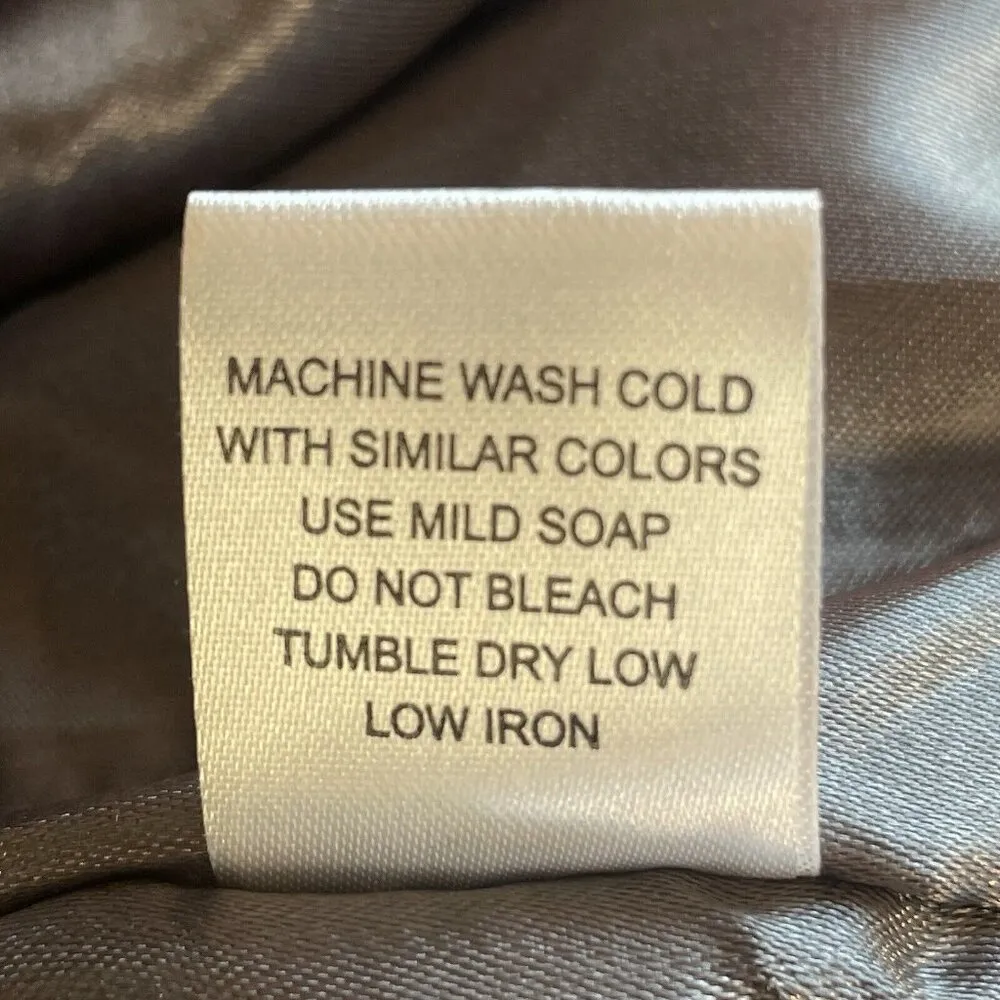 MACHINE WASH COLD
WITH SIMILAR COLORS
USE MILD SOAP
DO NOT BLEACH
TUMBLE DRY LOW
LOW IRON